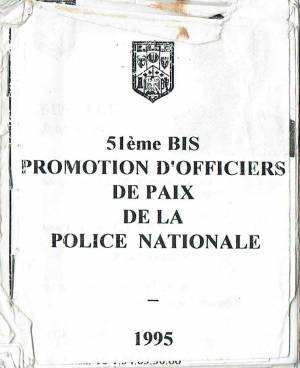 51ème BIS
PROMOTION D'OFFICIERS
DE PAIX
DE LA
POLICE NATIONALE
–
1995